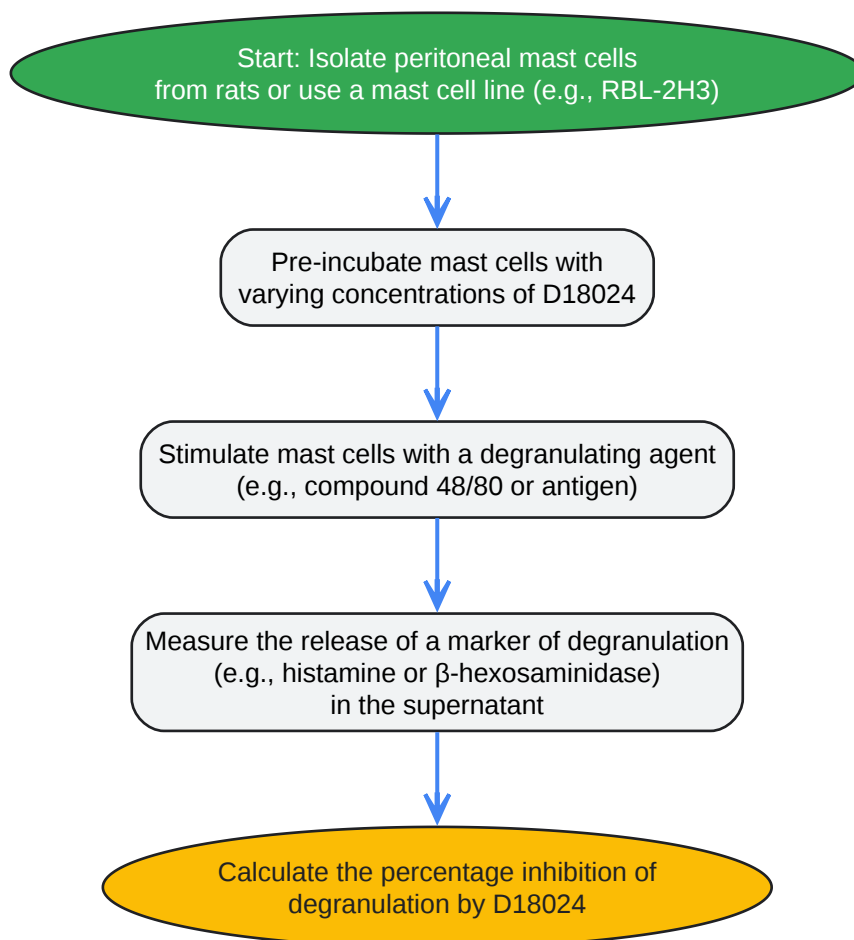 Start: Isolate peritoneal mast cells
from rats or use a mast cell line (e.g., RBL-2H3)
Pre-incubate mast cells with
varying concentrations of D18024
Stimulate mast cells with a degranulating agent
(e.g., compound 48/80 or antigen)
Measure the release of a marker of degranulation
(e.g., histamine or β-hexosaminidase)
in the supernatant
Calculate the percentage inhibition of
degranulation by D18024